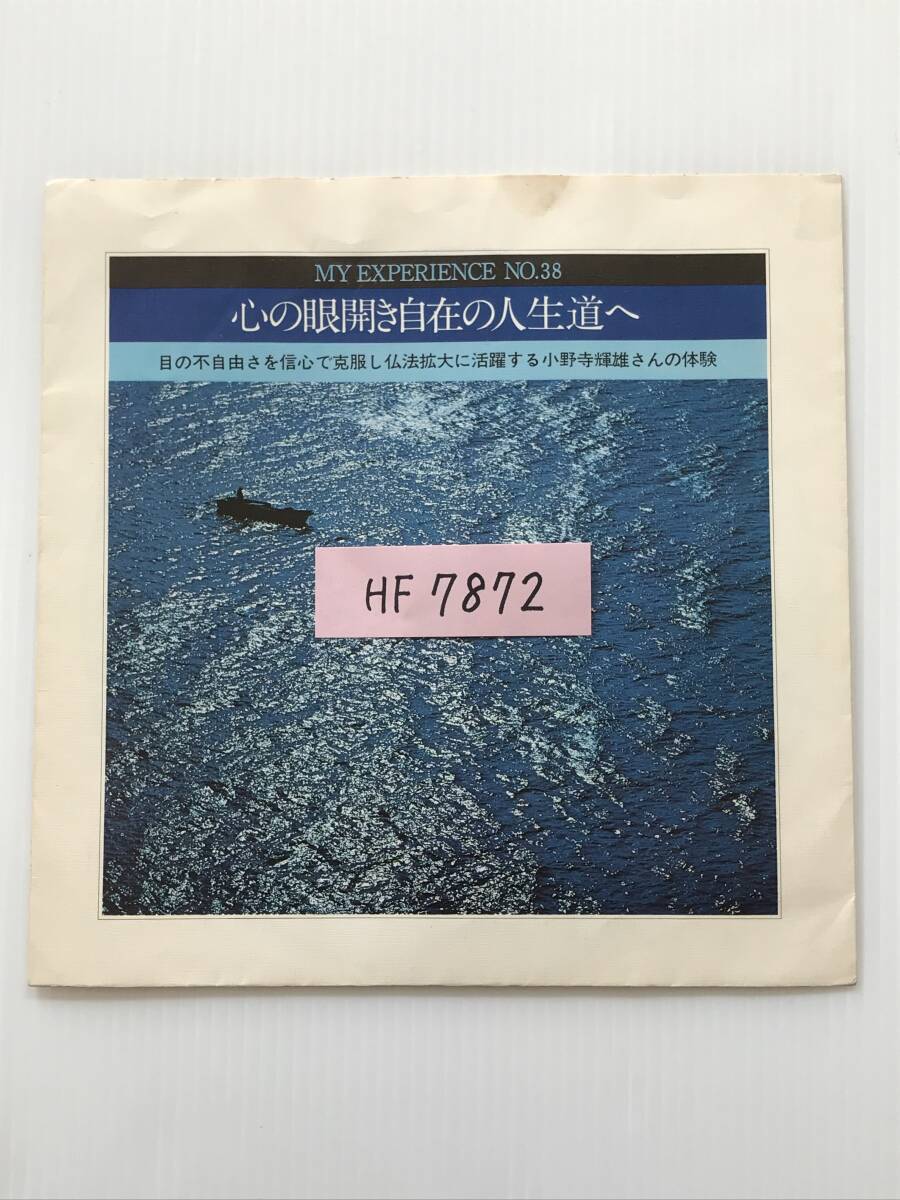 MY EXPERIENCE NO.38
心の眼開き自在の人生道へ
目の不自由さを信心で克服し仏法拡大に活躍する小野寺輝雄さんの体験
HF 7872